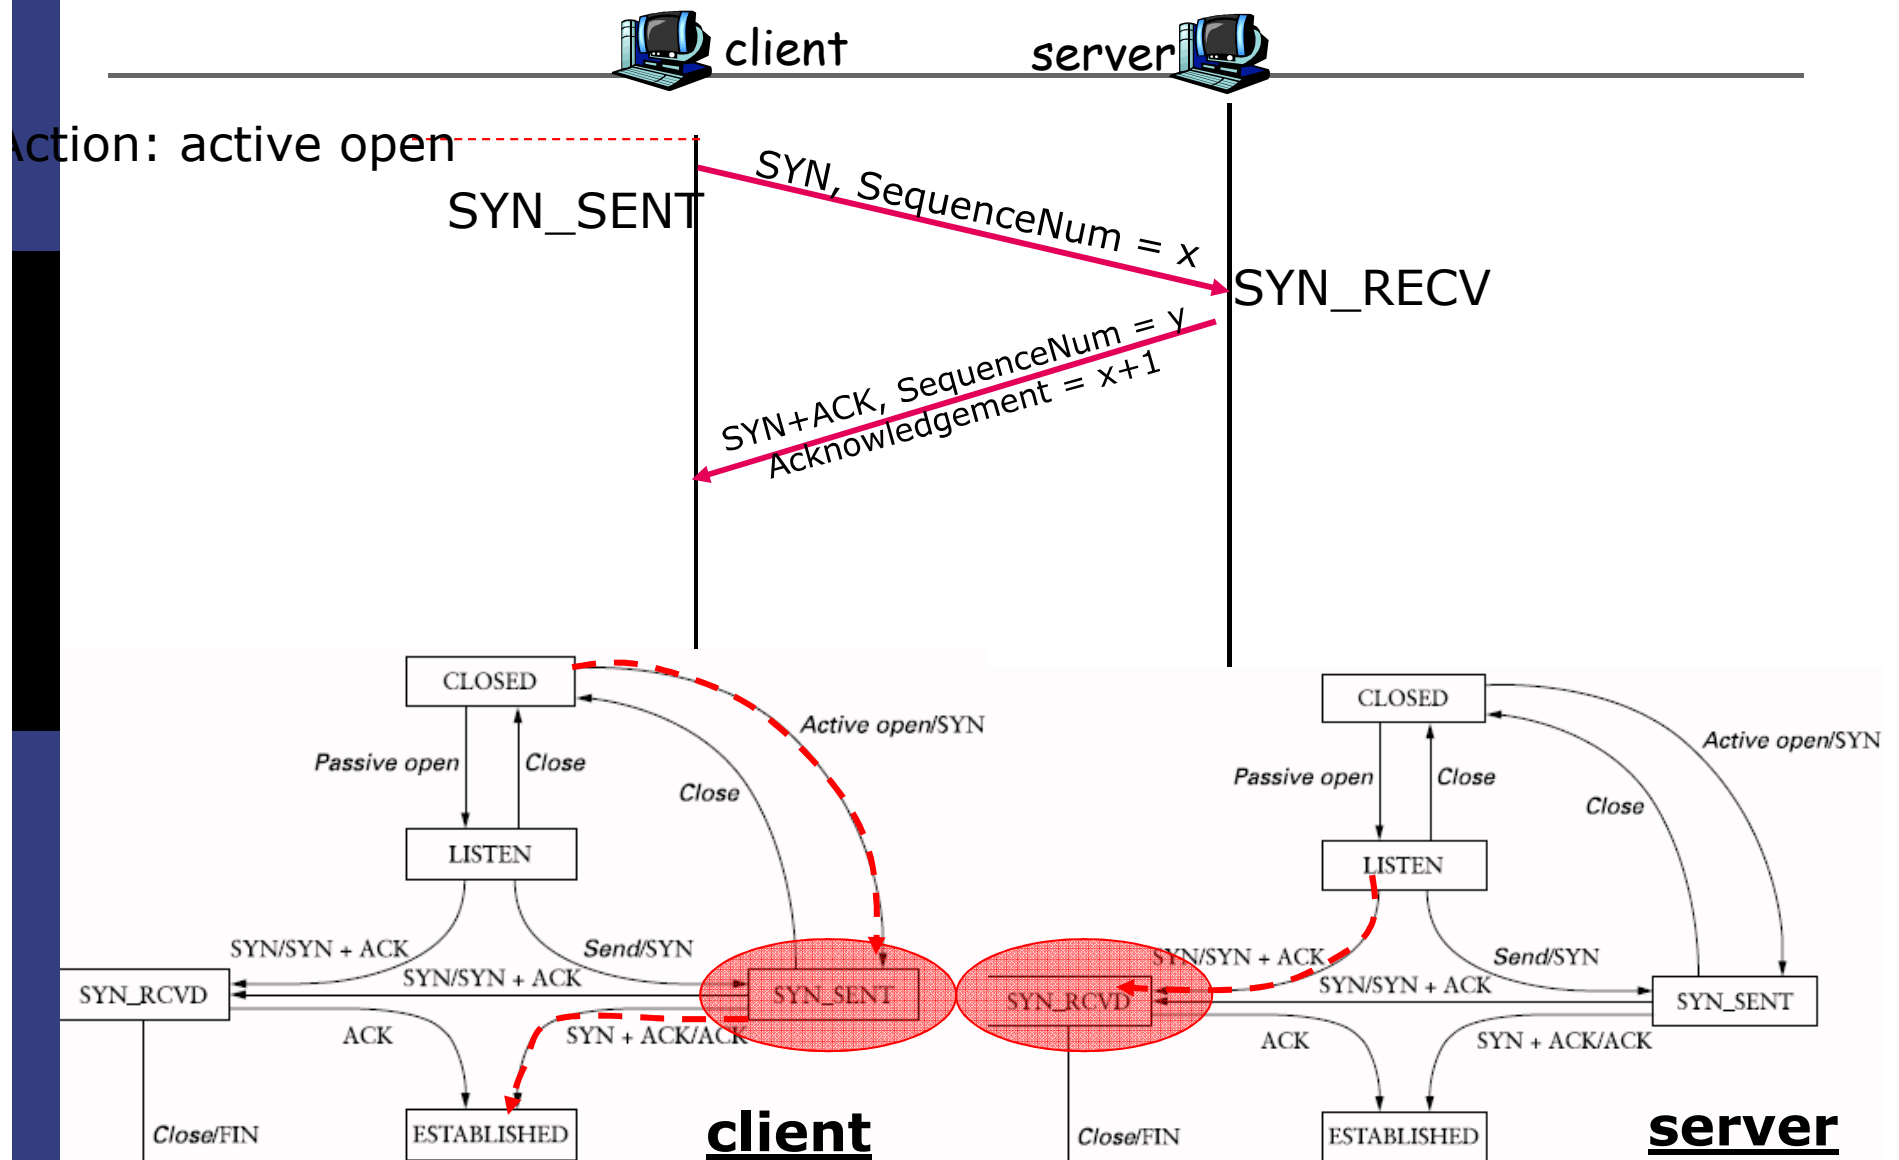 client
server
Action: active open
SYN, SequenceNum = x
SYN_SENT
SYN_RECV
SYN+ACK, SequenceNum = y
Acknowledgement = x+1
CLOSED
Active open/SYN
Passive open
Close
Close
LISTEN
SYN/SYN + ACK
Send/SYN
SYN/SYN + ACK
SYN_RCVD
SYN_SENT
ACK
SYN + ACK/ACK
Close/FIN
ESTABLISHED
client
CLOSED
Active open/SYN
Passive open
Close
Close
LISTEN
SYN/SYN + ACK
Send/SYN
SYN/SYN + ACK
SYN_RCVD
SYN_SENT
ACK
SYN + ACK/ACK
Close/FIN
ESTABLISHED
server